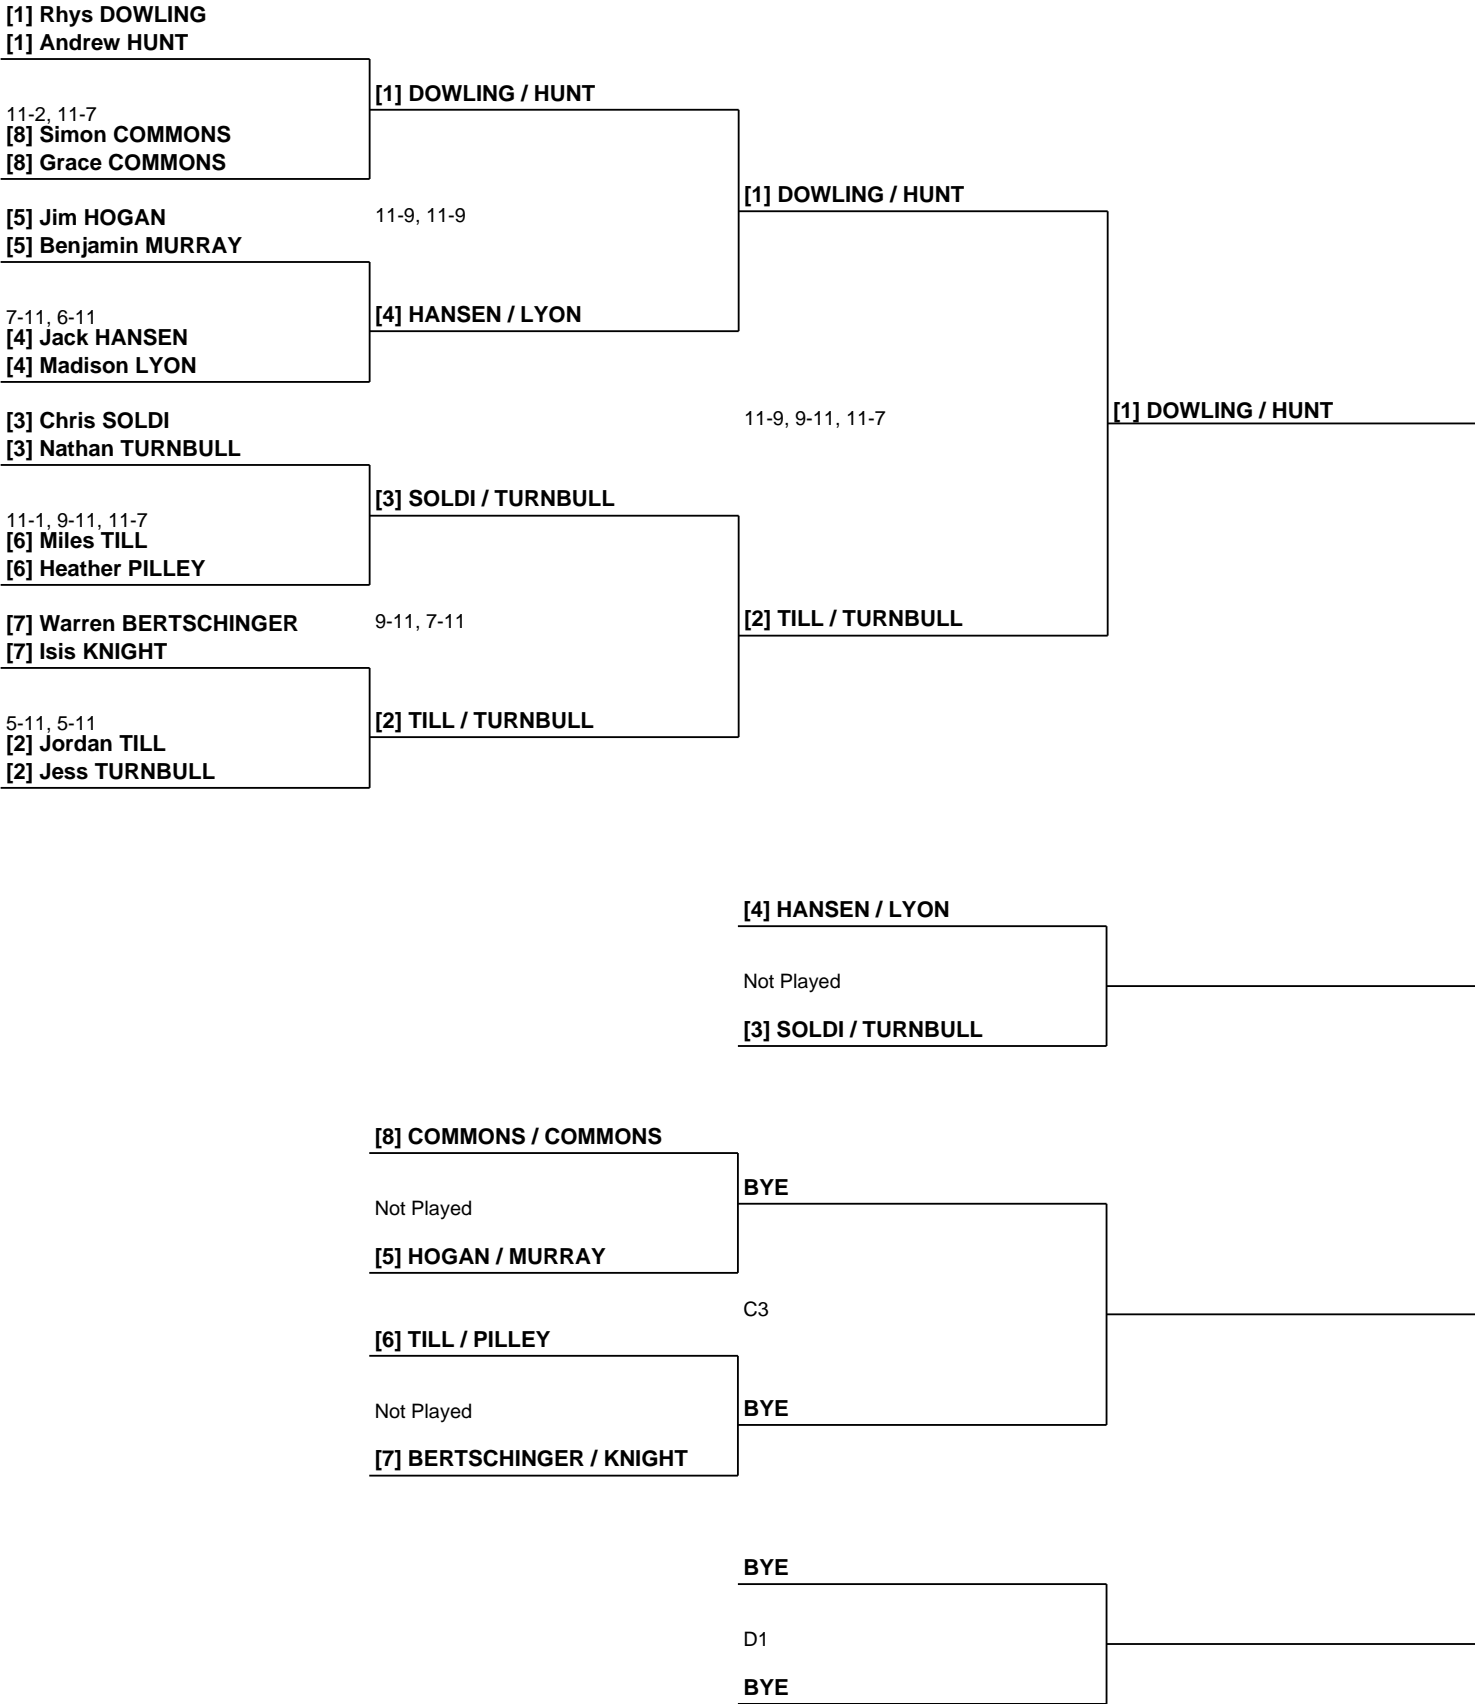 [1] Rhys DOWLING
[1] Andrew HUNT
[1] DOWLING / HUNT
11-2, 11-7
[8] Simon COMMONS
[8] Grace COMMONS
[1] DOWLING / HUNT
[5] Jim HOGAN
11-9, 11-9
[5] Benjamin MURRAY
[4] HANSEN / LYON
7-11, 6-11
[4] Jack HANSEN
[4] Madison LYON
[1] DOWLING / HUNT
[3] Chris SOLDI
11-9, 9-11, 11-7
[3] Nathan TURNBULL
[3] SOLDI / TURNBULL
11-1, 9-11, 11-7
[6] Miles TILL
[6] Heather PILLEY
[2] TILL / TURNBULL
[7] Warren BERTSCHINGER
9-11, 7-11
[7] Isis KNIGHT
[2] TILL / TURNBULL
5-11, 5-11
[2] Jordan TILL
[2] Jess TURNBULL
[4] HANSEN / LYON
Not Played
[3] SOLDI / TURNBULL
[8] COMMONS / COMMONS
BYE
Not Played
[5] HOGAN / MURRAY
C3
[6] TILL / PILLEY
BYE
Not Played
[7] BERTSCHINGER / KNIGHT
BYE
D1
BYE